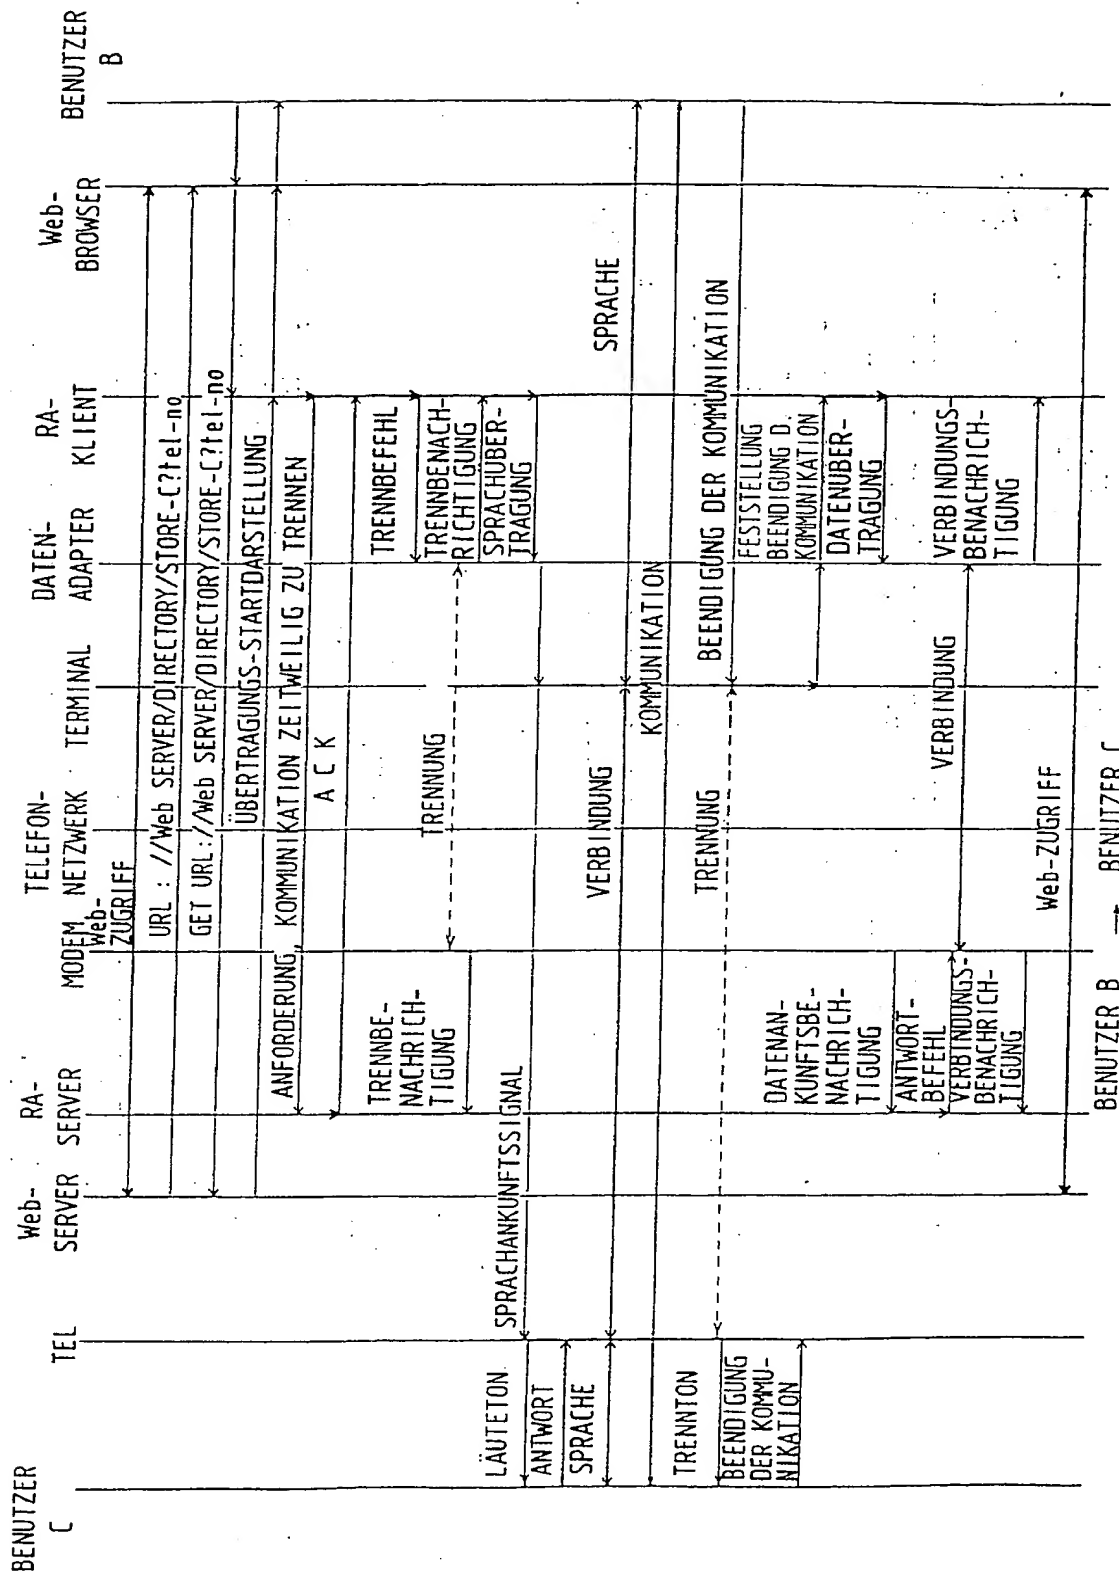 BENUTZER
C
TEL
Web-
SERVER
RA-
SERVER
MODEM
TELEFON-
NETZWERK
TERMINAL
DATEN-
ADAPTER
RA-
KLIENT
Web-
BROWSER
BENUTZER
B
Web-
ZUGRIFF
URL : //Web SERVER/DIRECTORY/STORE-C?tel-no
GET URL://Web SERVER/DIRECTORY/STORE-C?tel-no
ÜBERTRAGUNGS-STARTDARSTELLUNG
ANFORDERUNG, KOMMUNIKATION ZEITWEILIG ZU TRENNEN
A C K
TRENNBEFEHL
TRENNBE-
NACHRICH-
TIGUNG
TRENNUNG
TRENNBENACH-
RICHTIGUNG
SPRACHUBER-
TRAGUNG
SPRACHANKUNFTSSIGNAL
LÄUTETON
ANTWORT
SPRACHE
VERBINDUNG
SPRACHE
KOMMUNIKATION
TRENNTON
TRENNUNG
BEENDIGUNG DER KOMMUNIKATION
BEENDIGUNG
DER KOMMU-
NIKATION
FESTSTELLUNG
BEENDIGUNG D.
KOMMUNIKATION
DATENUBER-
TRAGUNG
DATENAN-
KUNFTSBE-
NACHRICH-
TIGUNG
ANTWORT-
BEFEHL
VERBINDUNG
VERBINDUNGS-
BENACHRICH-
TIGUNG
VERBINDUNGS-
BENACHRICH-
TIGUNG
Web-ZUGRIFF
BENUTZER B → BENUTZER C